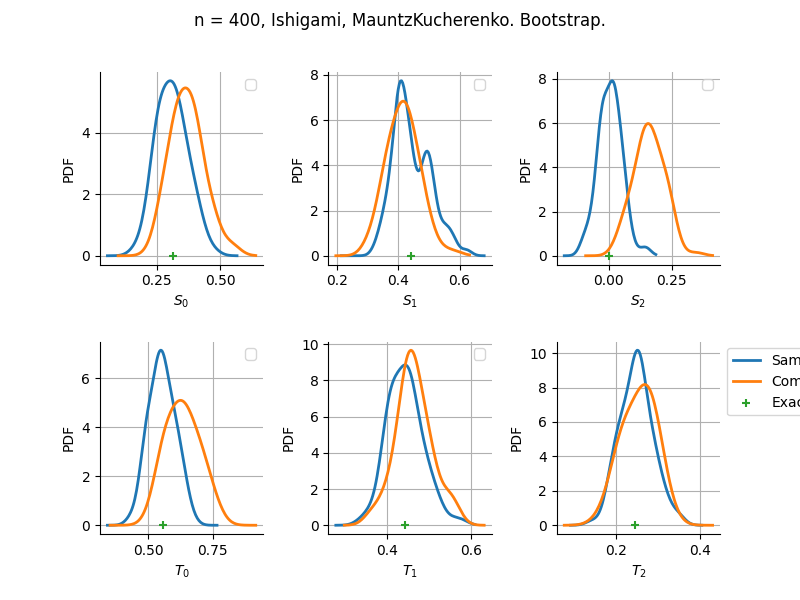 n = 400, Ishigami, MauntzKucherenko. Bootstrap.
PDF
4
2
0
0.25 0.50
S₀
PDF
8
6
4
2
0
0.2 0.4 0.6
S₁
PDF
8
6
4
2
0
0.00 0.25
S₂
PDF
6
4
2
0
0.50 0.75
T₀
PDF
10
8
6
4
2
0
0.4 0.6
T₁
PDF
10
8
6
4
2
0
0.2 0.4
T₂
Sam
Com
Exac